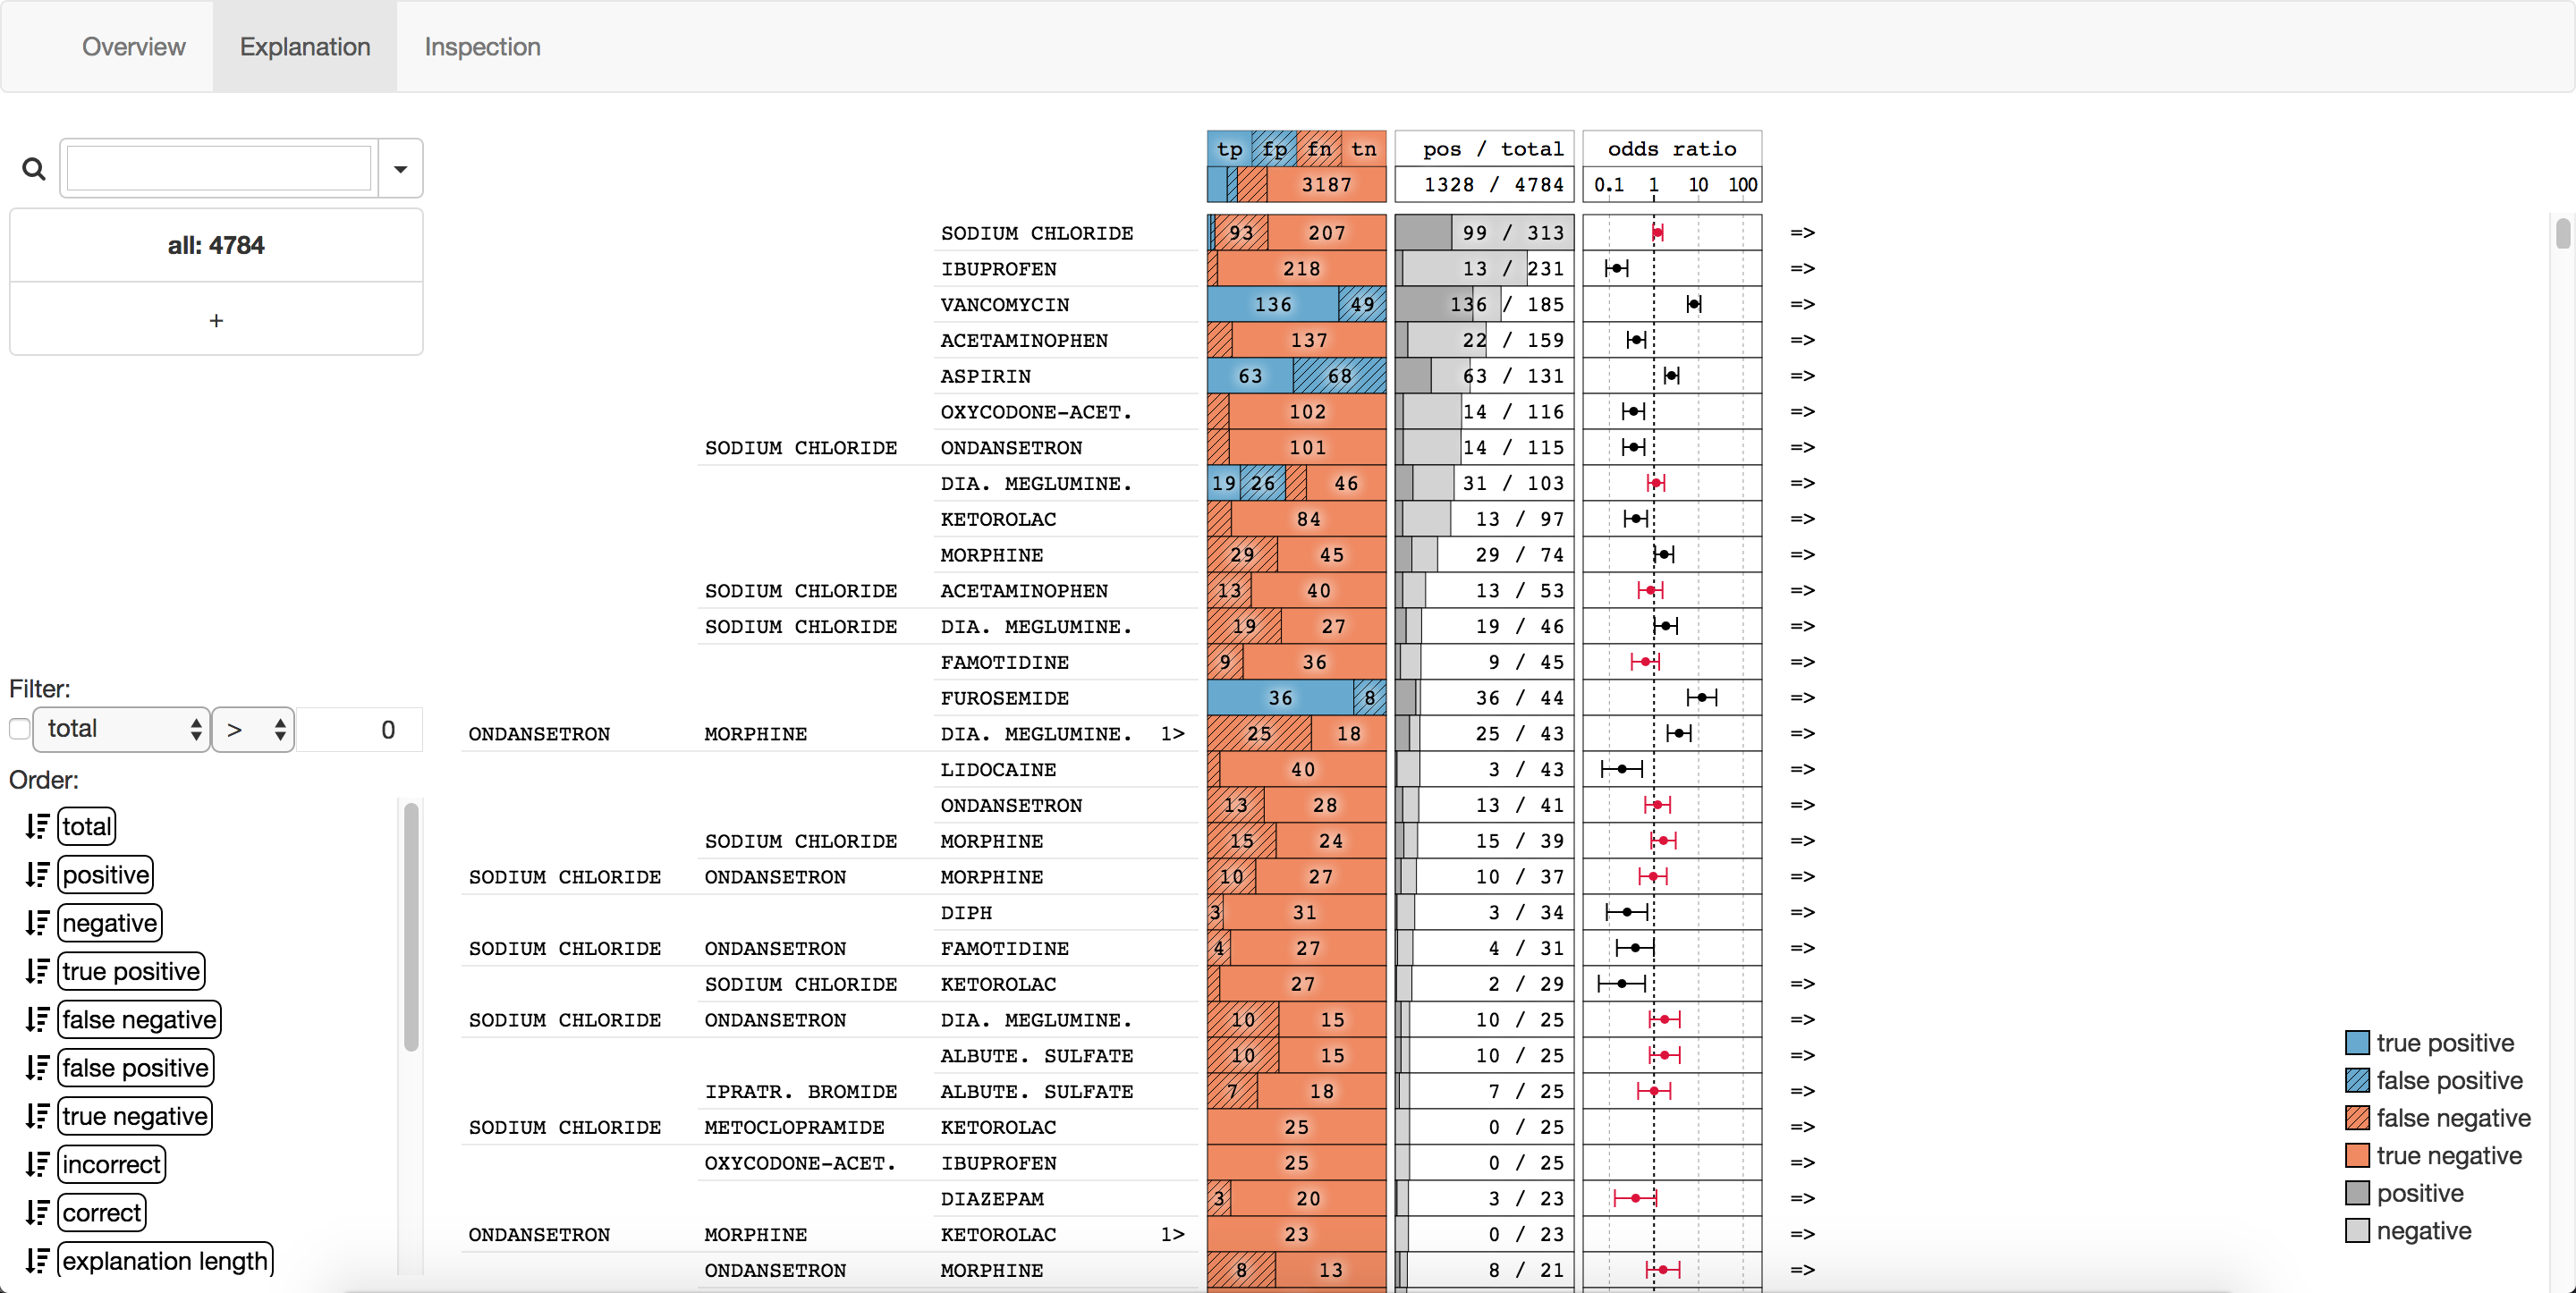 Overview Explanation Inspection
all: 4784
+
Filter:
total > 0
Order:
total
positive
negative
true positive
false negative
false positive
true negative
incorrect
correct
explanation length
tp fp fn tn pos / total odds ratio
3187 1328 / 4784 0.1 1 10 100
SODIUM CHLORIDE 93 207 99 / 313 =>
IBUPROFEN 218 13 / 231 =>
VANCOMYCIN 136 49 136 / 185 =>
ACETAMINOPHEN 137 22 / 159 =>
ASPIRIN 63 68 63 / 131 =>
OXYCODONE-ACET. 102 14 / 116 =>
SODIUM CHLORIDE ONDANSETRON 101 14 / 115 =>
DIA. MEGLUMINE. 19 26 46 31 / 103 =>
KETOROLAC 84 13 / 97 =>
MORPHINE 29 45 29 / 74 =>
SODIUM CHLORIDE ACETAMINOPHEN 13 40 13 / 53 =>
SODIUM CHLORIDE DIA. MEGLUMINE. 19 27 19 / 46 =>
FAMOTIDINE 9 36 9 / 45 =>
FUROSEMIDE 36 8 36 / 44 =>
ONDANSETRON MORPHINE DIA. MEGLUMINE. 1> 25 18 25 / 43 =>
LIDOCAINE 40 3 / 43 =>
ONDANSETRON 13 28 13 / 41 =>
SODIUM CHLORIDE MORPHINE 15 24 15 / 39 =>
SODIUM CHLORIDE ONDANSETRON MORPHINE 10 27 10 / 37 =>
DIPH 3 31 3 / 34 =>
SODIUM CHLORIDE ONDANSETRON FAMOTIDINE 4 27 4 / 31 =>
SODIUM CHLORIDE KETOROLAC 27 2 / 29 =>
SODIUM CHLORIDE ONDANSETRON DIA. MEGLUMINE. 10 15 10 / 25 =>
ALBUTE. SULFATE 10 15 10 / 25 =>
IPRATR. BROMIDE ALBUTE. SULFATE 7 18 7 / 25 =>
SODIUM CHLORIDE METOCLOPRAMIDE KETOROLAC 25 0 / 25 =>
OXYCODONE-ACET. IBUPROFEN 25 0 / 25 =>
DIAZEPAM 3 20 3 / 23 =>
ONDANSETRON MORPHINE KETOROLAC 1> 23 0 / 23 =>
ONDANSETRON MORPHINE 8 13 8 / 21 =>
true positive
false positive
false negative
true negative
positive
negative